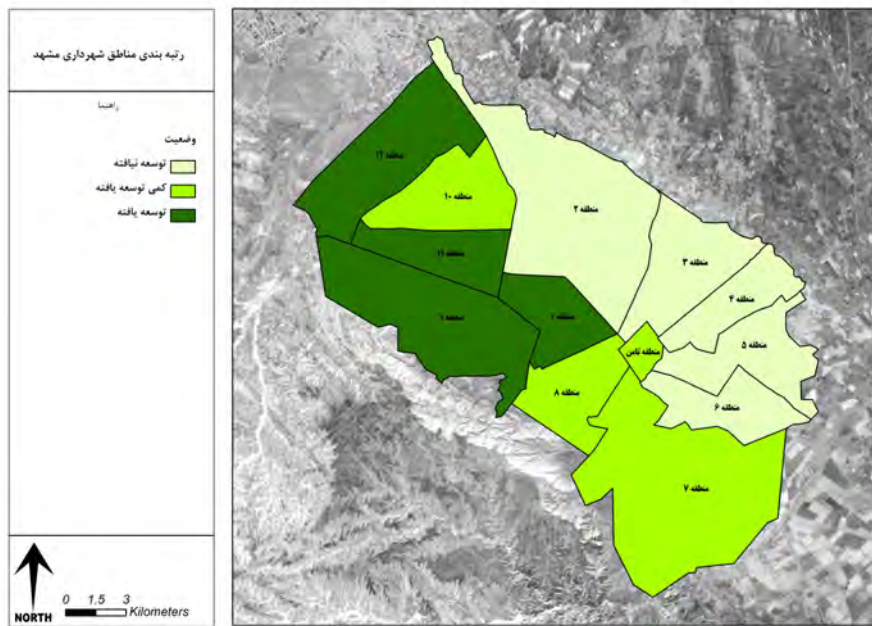 رتبه بندی مناطق شهرداری مشهد
راهنما
وضعیت
توسعه نیافته
کمی توسعه یافته
توسعه یافته
NORTH
0 1.5 3
Kilometers
منطقه ۱۲
منطقه ۱۰
منطقه ۲
منطقه ۱۱
منطقه ۳
منطقه ۴
منطقه ۹
منطقه ۱
منطقه ثامن
منطقه ۵
منطقه ۸
منطقه ۶
منطقه ۷